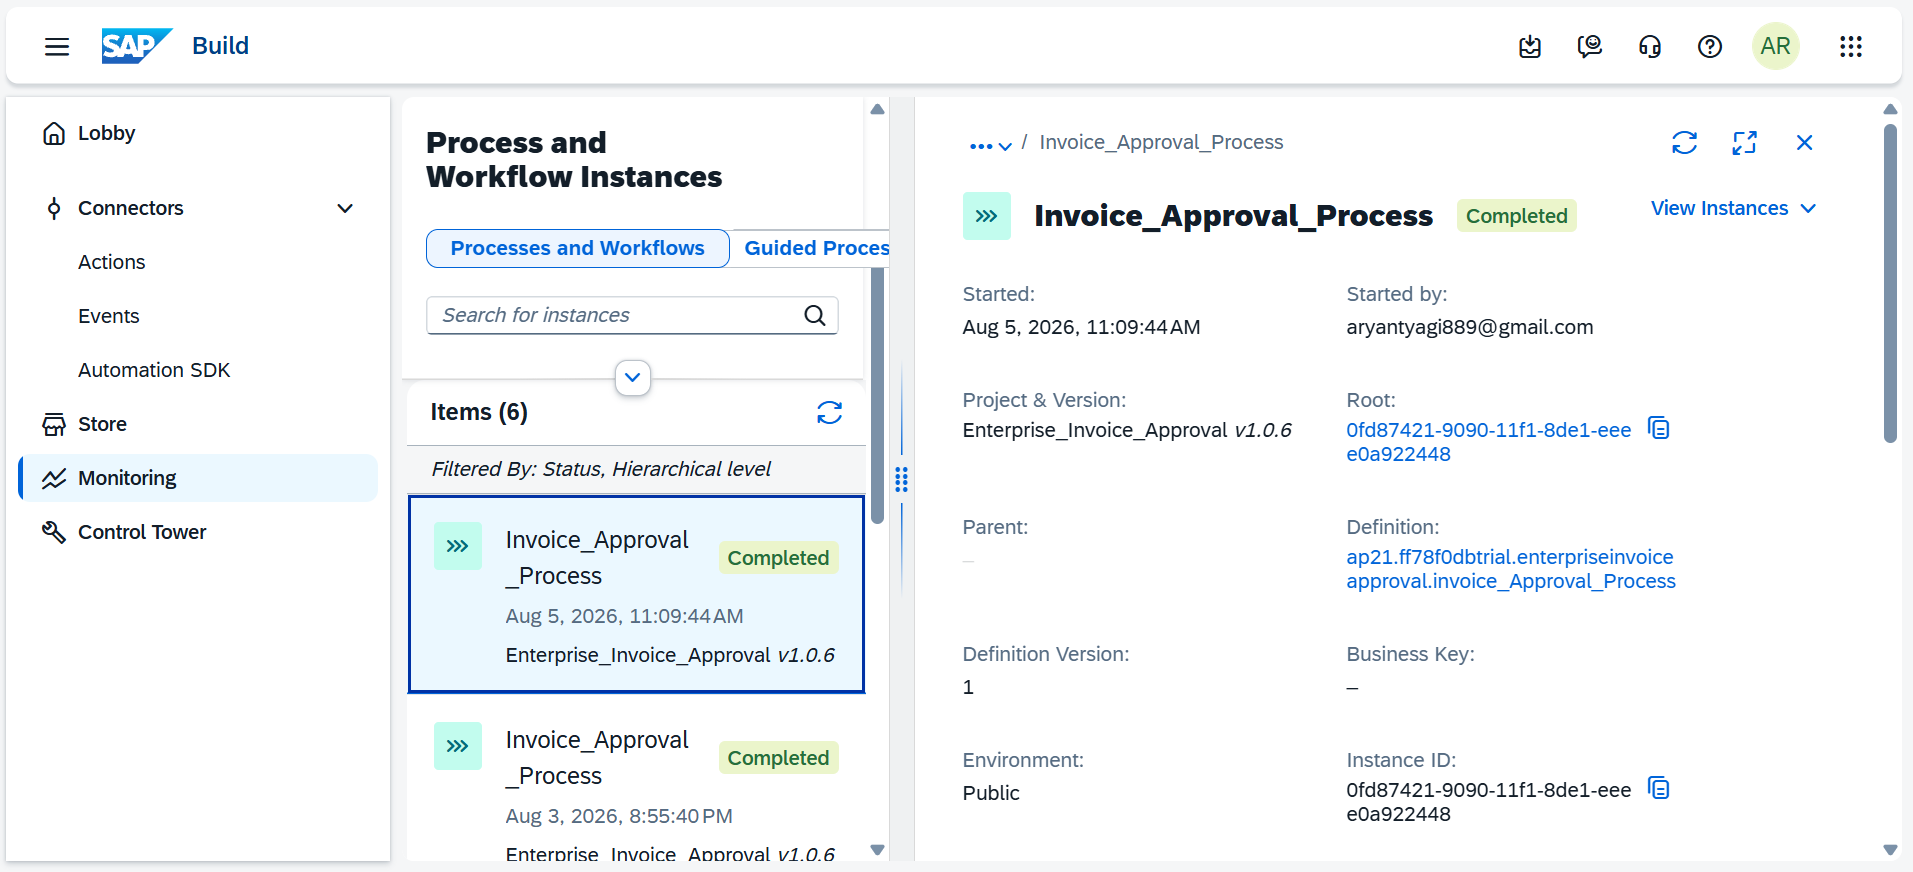 SAP Build
AR
Lobby
Connectors
Actions
Events
Automation SDK
Store
Monitoring
Control Tower
Process and
Workflow Instances
Processes and Workflows
Guided Proces
Search for instances
Items (6)
Filtered By: Status, Hierarchical level
Invoice_Approval
_Process
Completed
Aug 5, 2026, 11:09:44 AM
Enterprise_Invoice_Approval v1.0.6
Invoice_Approval
_Process
Completed
Aug 3, 2026, 8:55:40 PM
Enterprise_Invoice_Approval v1.0.6
... / Invoice_Approval_Process
Invoice_Approval_Process
Completed
View Instances
Started:
Aug 5, 2026, 11:09:44 AM
Started by:
aryantyagi889@gmail.com
Project & Version:
Enterprise_Invoice_Approval v1.0.6
Root:
0fd87421-9090-11f1-8de1-eee
e0a922448
Parent:
–
Definition:
ap21.ff78f0dbtrial.enterpriseinvoice
approval.invoice_Approval_Process
Definition Version:
1
Business Key:
–
Environment:
Public
Instance ID:
0fd87421-9090-11f1-8de1-eee
e0a922448